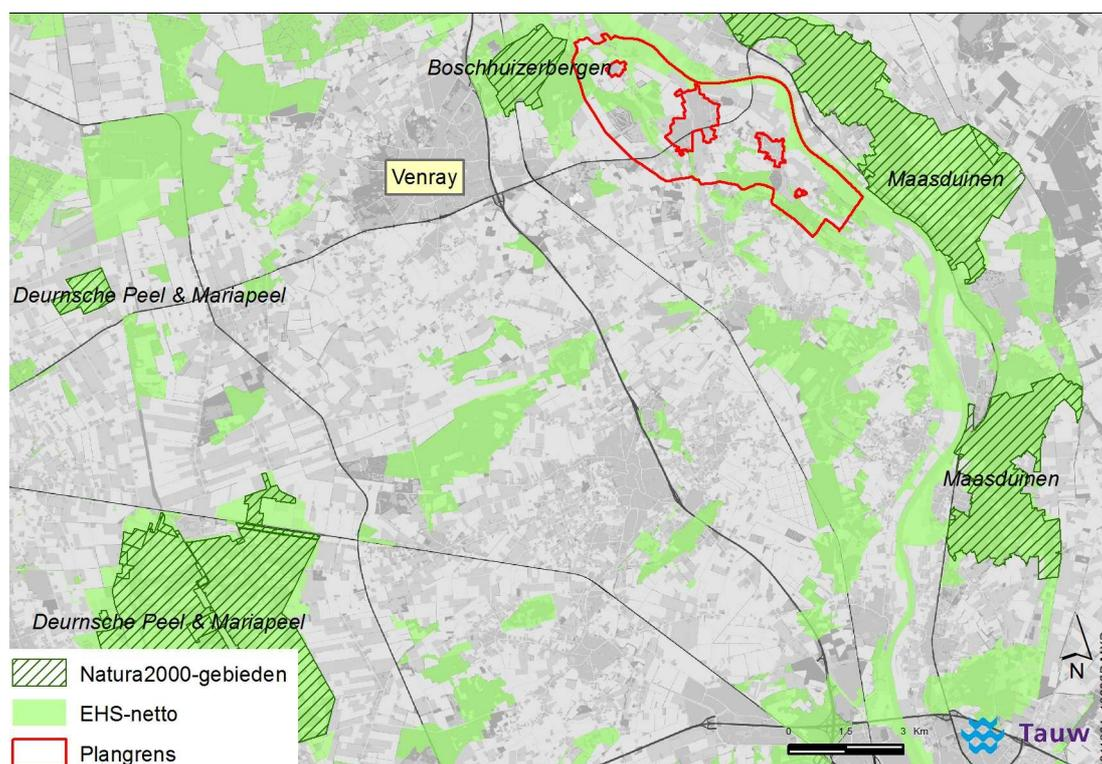 Boschhuizerbergen
Venray
Maasduinen
Deurnsche Peel & Mariapeel
Maasduinen
Deurnsche Peel & Mariapeel
Natura2000-gebieden
EHS-netto
Plangrens
0 1,5 3 Km
N
Tauw